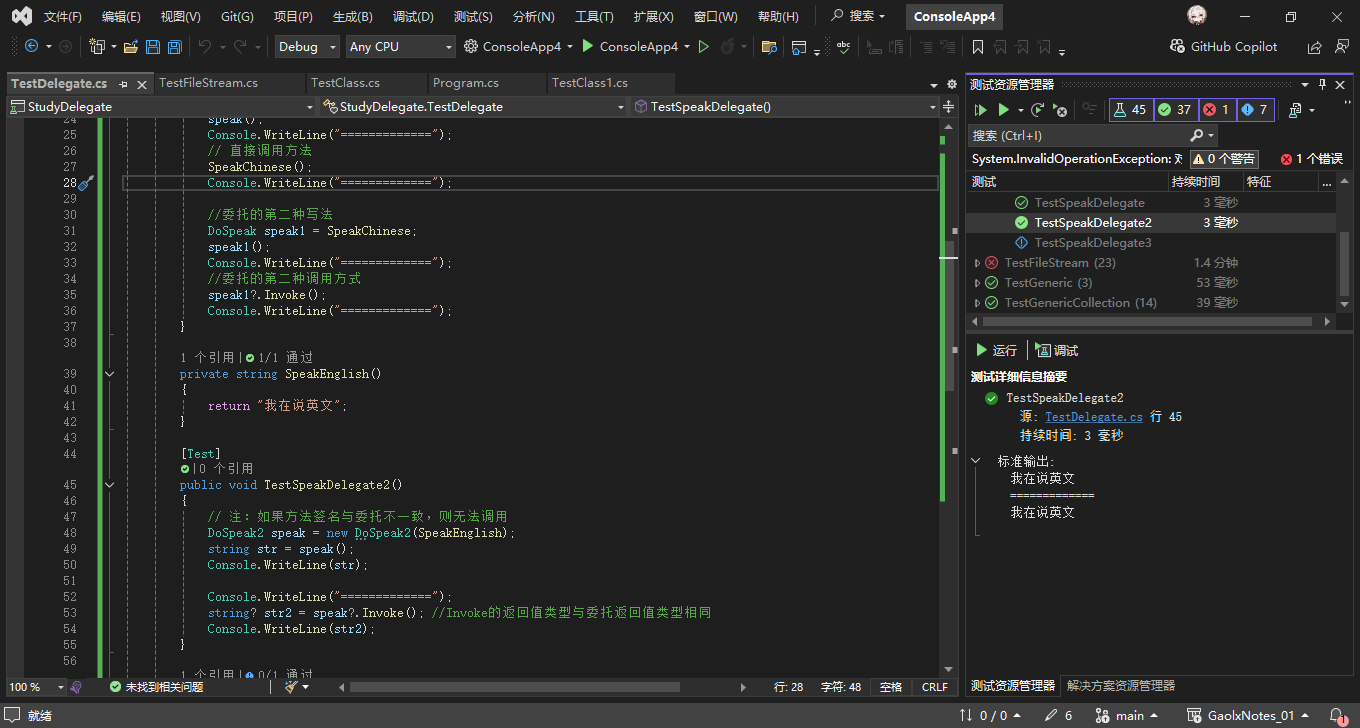 文件(F) 编辑(E) 视图(V) Git(G) 项目(P) 生成(B) 调试(D) 测试(S) 分析(N) 工具(T) 扩展(X) 窗口(W) 帮助(H) 搜索 ConsoleApp4
Debug Any CPU ConsoleApp4 ConsoleApp4 abc GitHub Copilot
TestDelegate.cs TestFileStream.cs TestClass.cs Program.cs TestClass1.cs
StudyDelegate StudyDelegate.TestDelegate TestSpeakDelegate()
24 speak();
25 Console.WriteLine("=============");
26 // 直接调用方法
27 SpeakChinese();
28 Console.WriteLine("=============");
29
30 //委托的第二种写法
31 DoSpeak speak1 = SpeakChinese;
32 speak1();
33 Console.WriteLine("=============");
34 //委托的第二种调用方式
35 speak1?.Invoke();
36 Console.WriteLine("=============");
37 }
38
1 个引用|1/1 通过
39 private string SpeakEnglish()
40 {
41 return "我在说英文";
42 }
43
44 [Test]
|0 个引用
45 public void TestSpeakDelegate2()
46 {
47 // 注：如果方法签名与委托不一致，则无法调用
48 DoSpeak2 speak = new DoSpeak2(SpeakEnglish);
49 string str = speak();
50 Console.WriteLine(str);
51
52 Console.WriteLine("=============");
53 string? str2 = speak?.Invoke(); //Invoke的返回值类型与委托返回值类型相同
54 Console.WriteLine(str2);
55 }
56
1 个引用|0/1 通过
100 % 未找到相关问题 行: 28 字符: 48 空格 CRLF
测试资源管理器
45 37 1 7
搜索 (Ctrl+I)
System.InvalidOperationException: 0 个警告 1 个错误
测试 持续时间 特征 ...
TestSpeakDelegate 3 毫秒
TestSpeakDelegate2 3 毫秒
TestSpeakDelegate3
TestFileStream (23) 1.4 分钟
TestGeneric (3) 53 毫秒
TestGenericCollection (14) 39 毫秒
运行 调试
测试详细信息摘要
TestSpeakDelegate2
源: TestDelegate.cs 行 45
持续时间: 3 毫秒
标准输出:
我在说英文
=============
我在说英文
测试资源管理器 解决方案资源管理器
就绪 0 / 0 6 main GaolxNotes_01 1